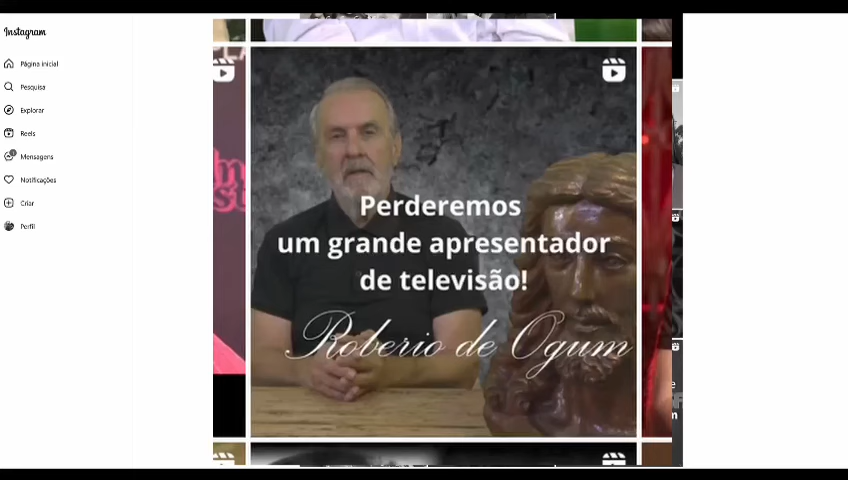 Instagram
Página inicial
Pesquisa
Explorar
Reels
Mensagens
Notificações
Criar
Perfil
Perderemos
um grande apresentador
de televisão!
Roberio de Ogum